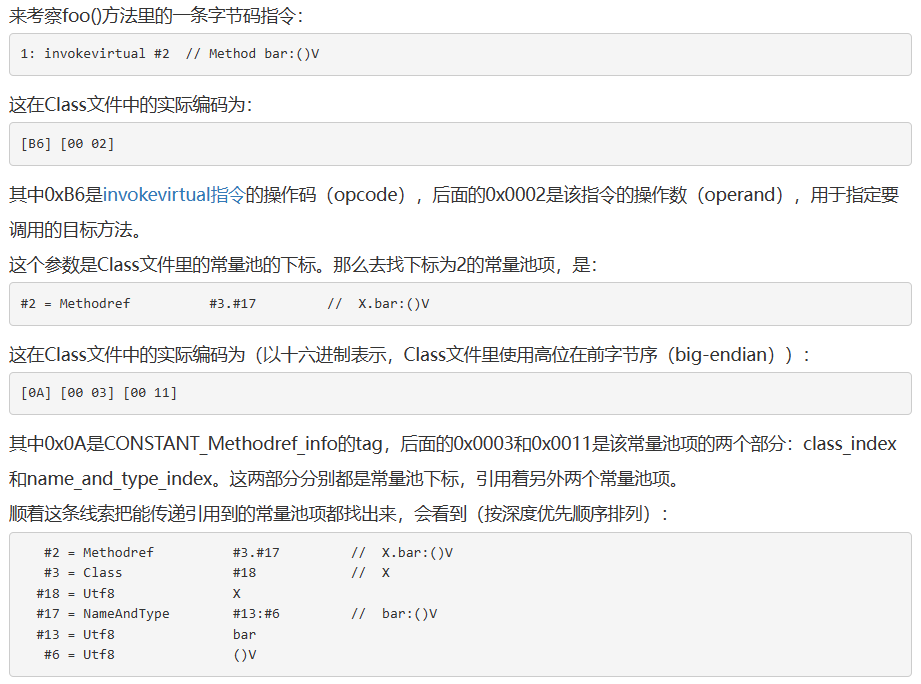 来考察foo()方法里的一条字节码指令：
1: invokevirtual #2  // Method bar:()V
这在Class文件中的实际编码为：
[B6] [00 02]
其中0xB6是invokevirtual指令的操作码（opcode），后面的0x0002是该指令的操作数（operand），用于指定要
调用的目标方法。
这个参数是Class文件里的常量池的下标。那么去找下标为2的常量池项，是：
#2 = Methodref          #3.#17         //  X.bar:()V
这在Class文件中的实际编码为（以十六进制表示，Class文件里使用高位在前字节序（big-endian））：
[0A] [00 03] [00 11]
其中0x0A是CONSTANT_Methodref_info的tag，后面的0x0003和0x0011是该常量池项的两个部分：class_index
和name_and_type_index。这两部分分别都是常量池下标，引用着另外两个常量池项。
顺着这条线索把能传递引用到的常量池项都找出来，会看到（按深度优先顺序排列）：
   #2 = Methodref          #3.#17         //  X.bar:()V
   #3 = Class              #18            //  X
  #18 = Utf8               X
  #17 = NameAndType        #13:#6         //  bar:()V
  #13 = Utf8               bar
   #6 = Utf8               ()V